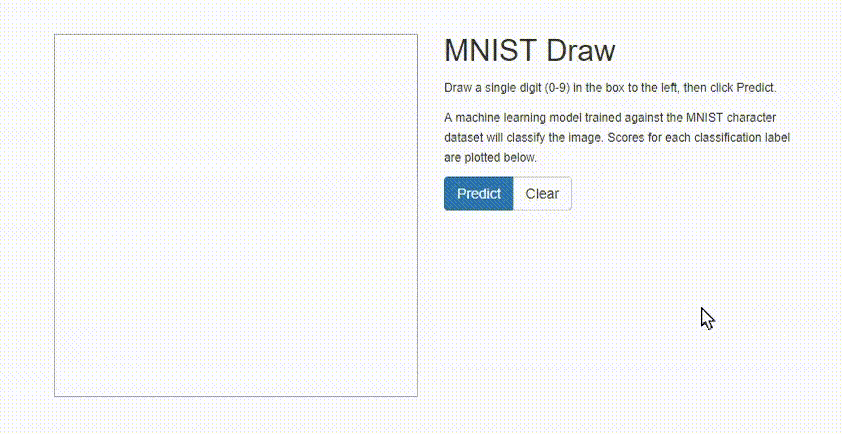 MNIST Draw
Draw a single digit (0-9) in the box to the left, then click Predict.
A machine learning model trained against the MNIST character
dataset will classify the image. Scores for each classification label
are plotted below.
Predict Clear